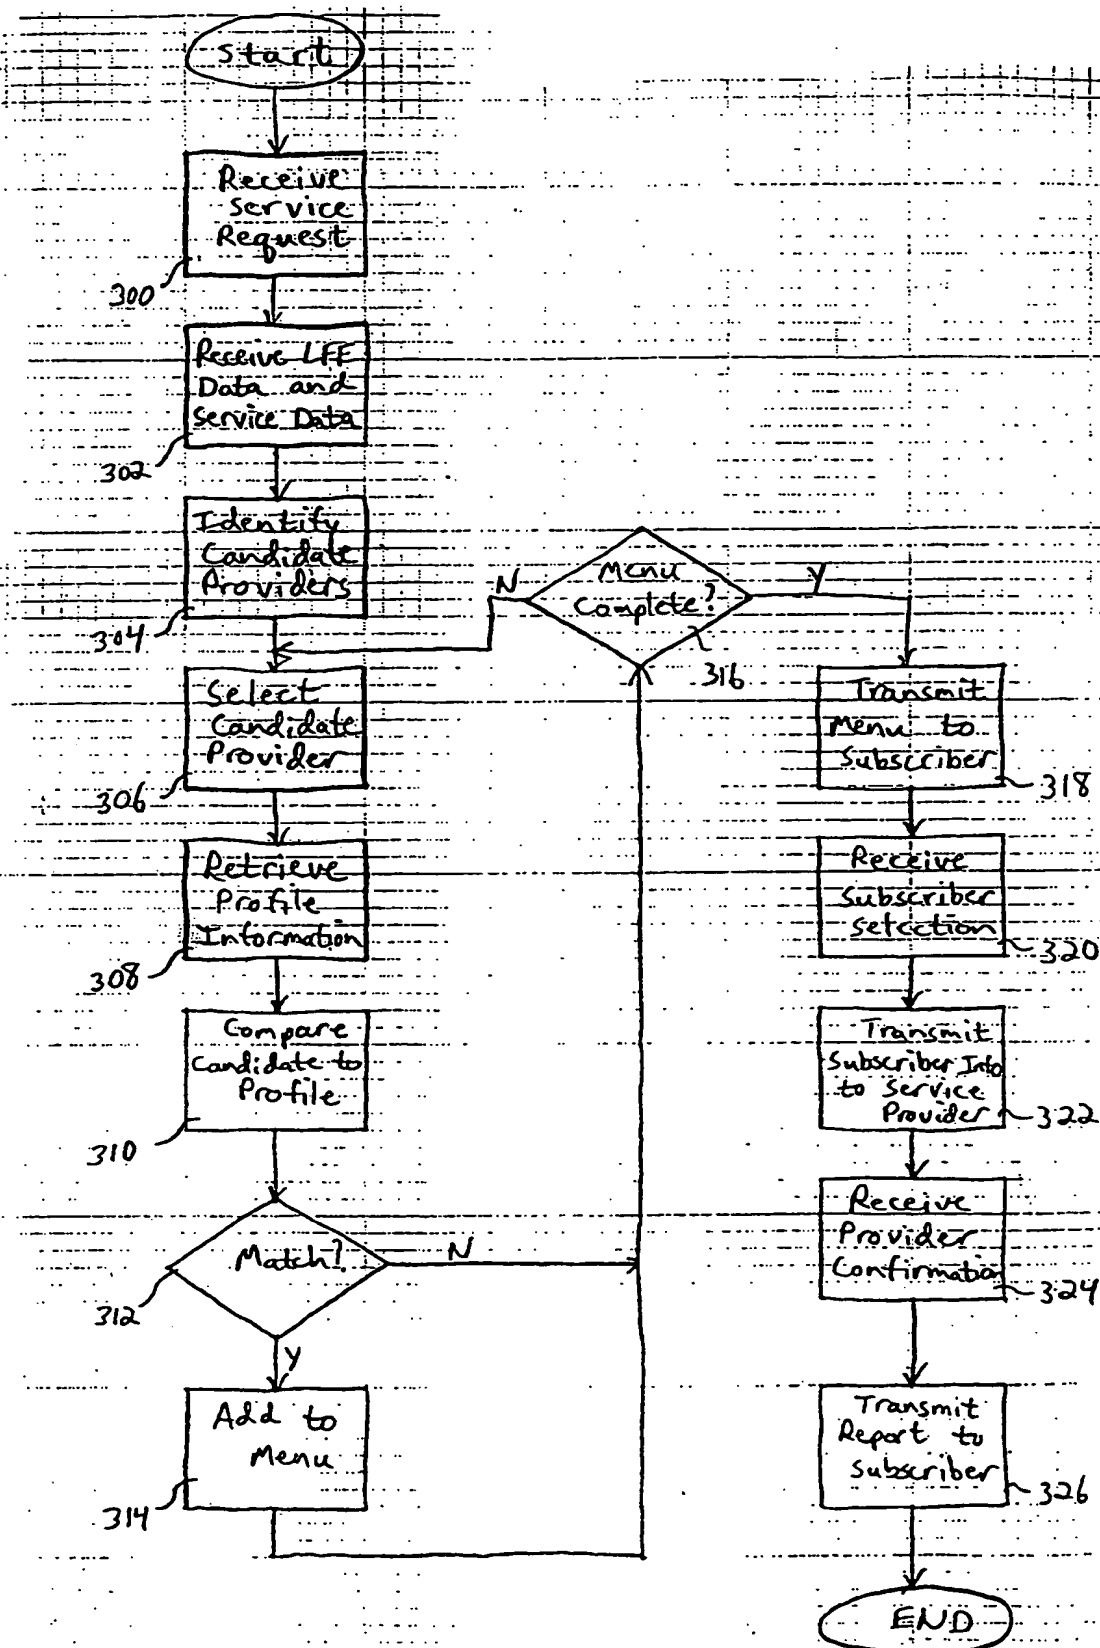 Start
Receive
Service
Request
300
Receive LFE
Data and
Service Data
302
Identify
Candidate
Providers
304
Select
Candidate
Provider
306
Retrieve
Profile
Information
308
Compare
Candidate to
Profile
310
Match?
N
312
Y
Add to
Menu
314
Menu
Complete?
N
Y
316
Transmit
Menu to
Subscriber
318
Receive
Subscriber
Selection
320
Transmit
Subscriber Info
to Service
Provider
322
Receive
Provider
Confirmation
324
Transmit
Report to
Subscriber
326
END